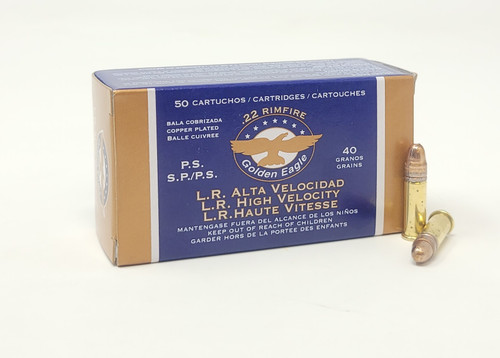 50 CARTUCHOS / CARTRIDGES / CARTOUCHES
BALA COBRIZADA
COPPER PLATED
BALLE CUIVREE
.22 RIMFIRE
Golden Eagle
P.S.
S.P./P.S.
40
GRANOS
GRAINS
L.R. ALTA VELOCIDAD
L.R. HIGH VELOCITY
L.R. HAUTE VITESSE
MANTENGASE FUERA DEL ALCANCE DE LOS NIÑOS
KEEP OUT OF REACH OF CHILDREN
GARDER HORS DE LA PORTEE DES ENFANTS